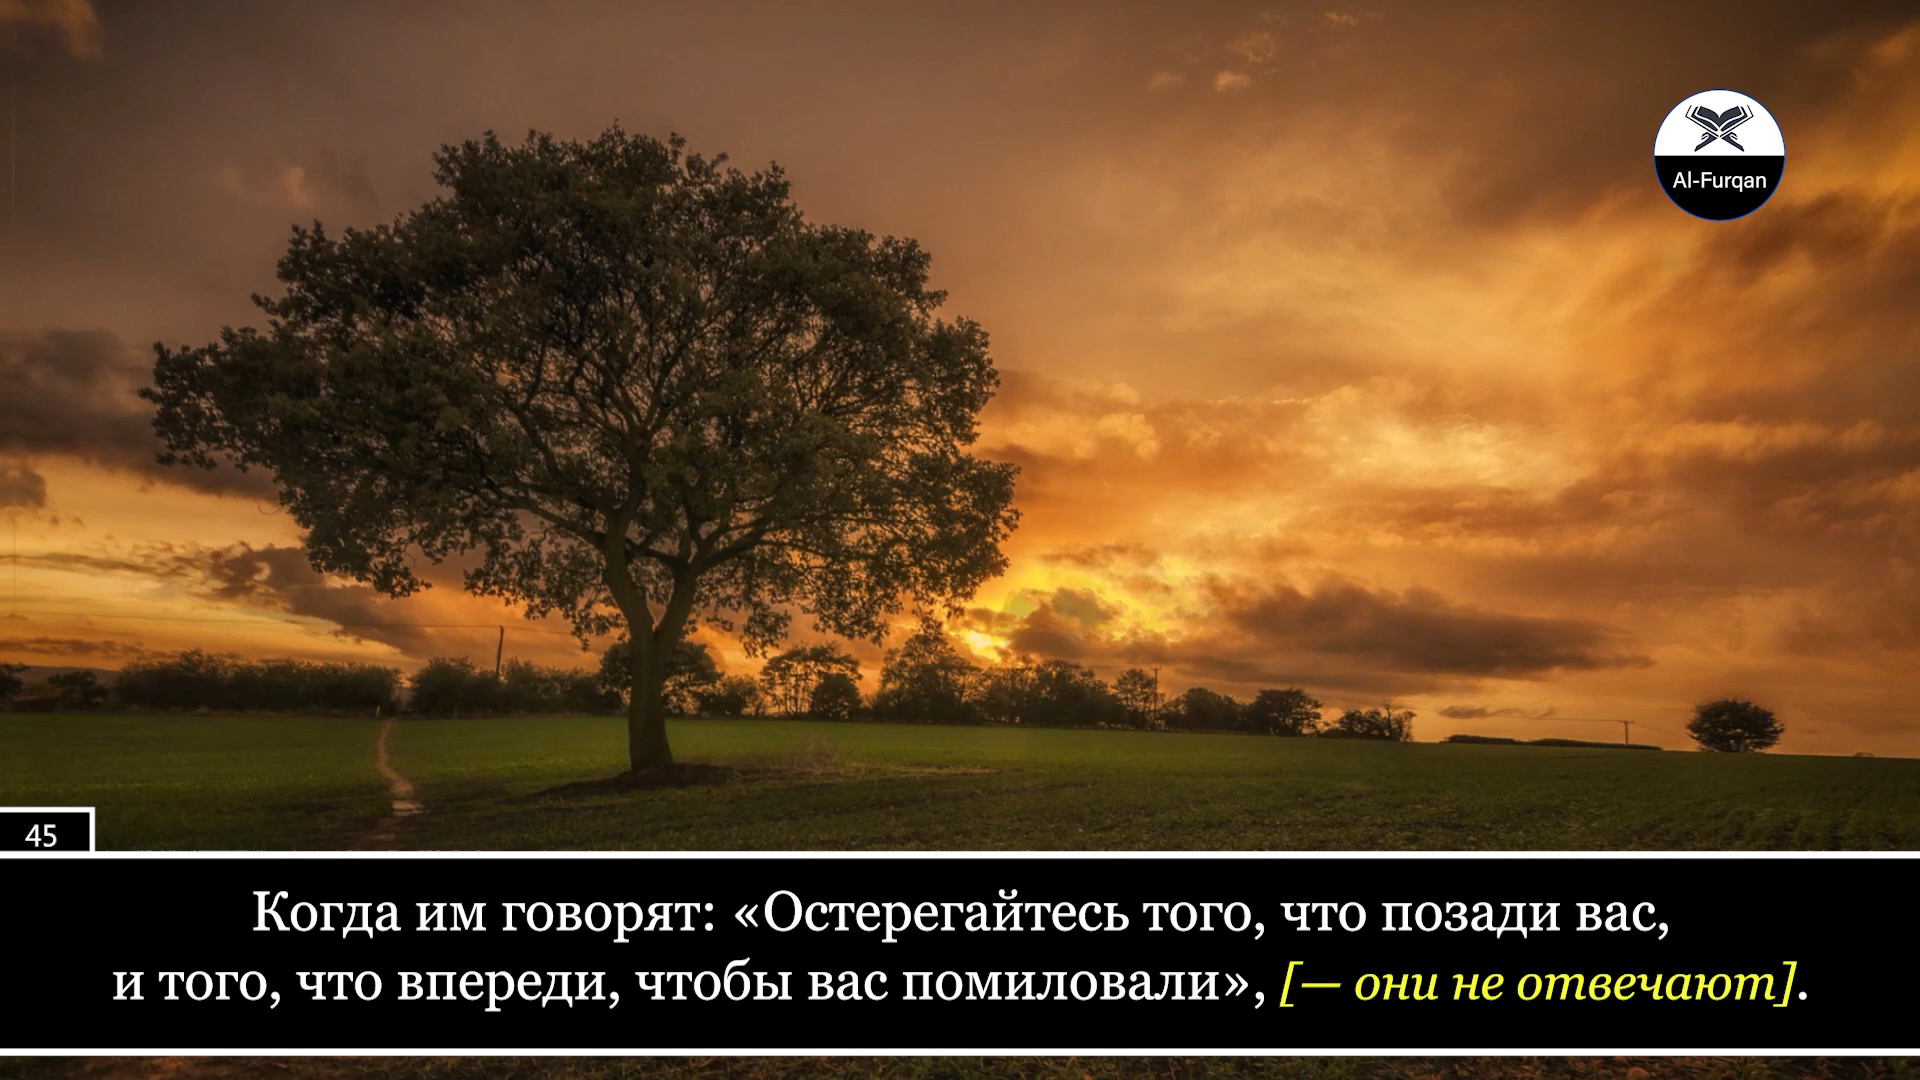 Al-Furqan
45
Когда им говорят: «Остерегайтесь того, что позади вас,
и того, что впереди, чтобы вас помиловали», [— они не отвечают].